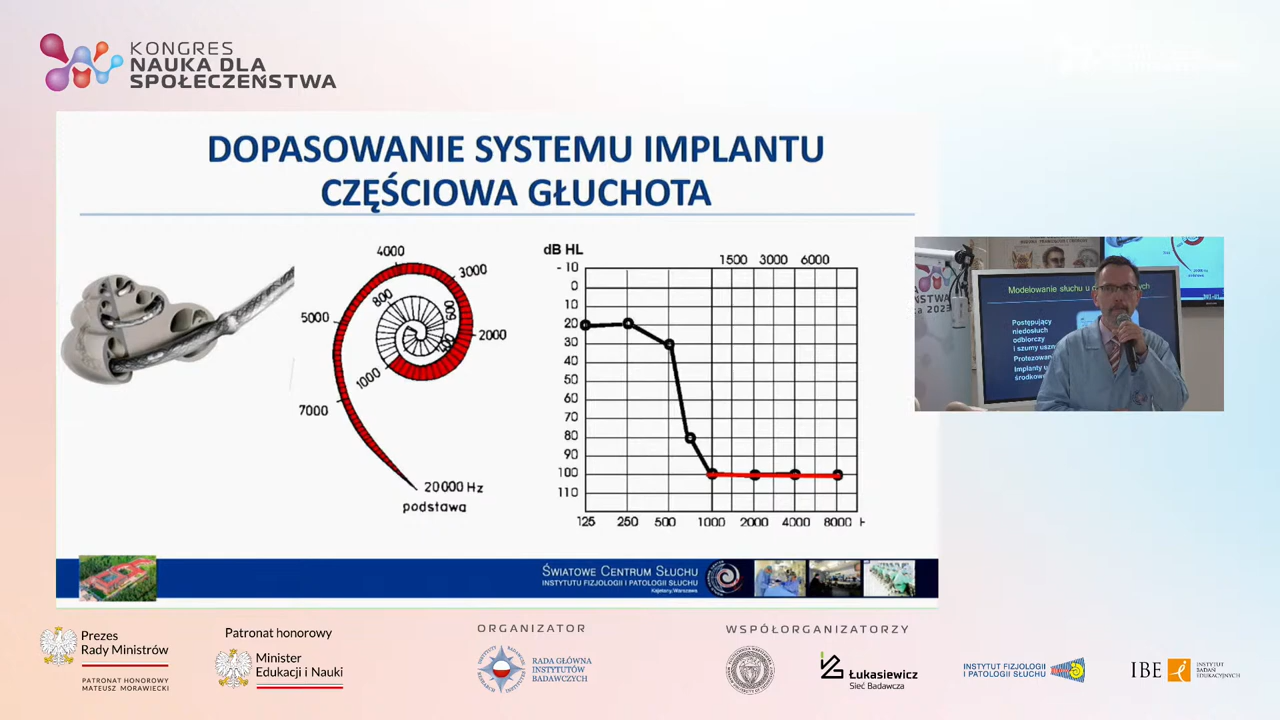 KONGRES
NAUKA DLA
SPOŁECZEŃSTWA
DOPASOWANIE SYSTEMU IMPLANTU
CZĘŚCIOWA GŁUCHOTA
4000
3000
800
600
5000
2000
400
1000
7000
20000 Hz
podstawa
dB HL
1500 3000 6000
- 10
0
10
20
30
40
50
60
70
80
90
100
110
125 250 500 1000 2000 4000 8000
Modelowanie słuchu u
Postępujący
niedosłuch
odbiorczy
i szumy uszn
Protezowan
Implanty u
środkow
ŚWIATOWE CENTRUM SŁUCHU
INSTYTUTU FIZJOLOGII I PATOLOGII SŁUCHU
Kajetany/Warszawa
Prezes
Rady Ministrów
PATRONAT HONOROWY
MATEUSZ MORAWIECKI
Patronat honorowy
Minister
Edukacji i Nauki
ORGANIZATOR
RADA GŁÓWNA
INSTYTUTÓW
BADAWCZYCH
WSPÓŁORGANIZATORZY
Łukasiewicz
Sieć Badawcza
INSTYTUT FIZJOLOGII
I PATOLOGII SŁUCHU
IBE
INSTYTUT
BADAŃ
EDUKACYJNYCH